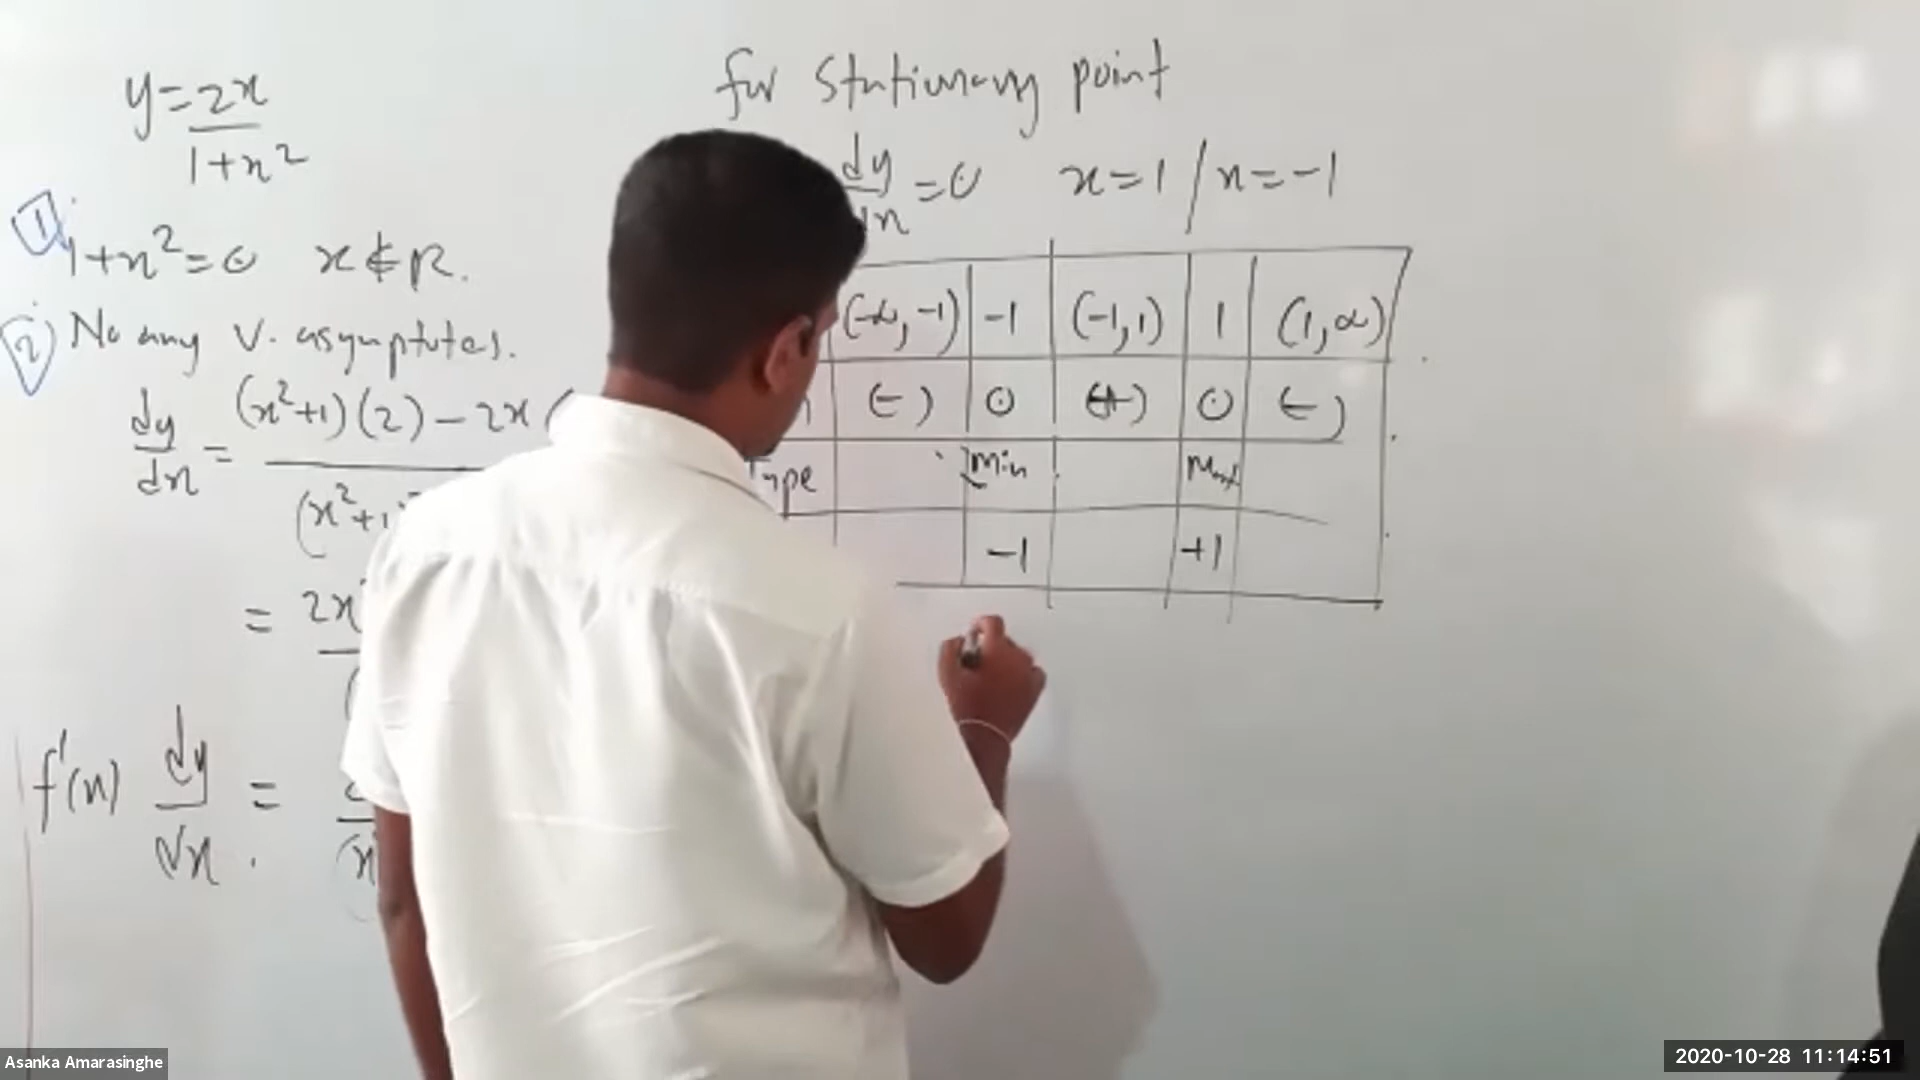 y = 2x
1+x²
1
1+x² = 0 x ∉ R.
2 No any V. asymptotes.
dy/dx = (x²+1)(2) − 2x (
(x²+1)
= 2x
f'(x) dy/dx =
(x
for stationary point
dy/dx = 0 x = 1 / x = −1
(-∞, -1) -1 (-1, 1) 1 (1, ∞)
(-) 0 (+) 0 (-)
Type Min Max
-1 +1
Asanka Amarasinghe
2020-10-28 11:14:51